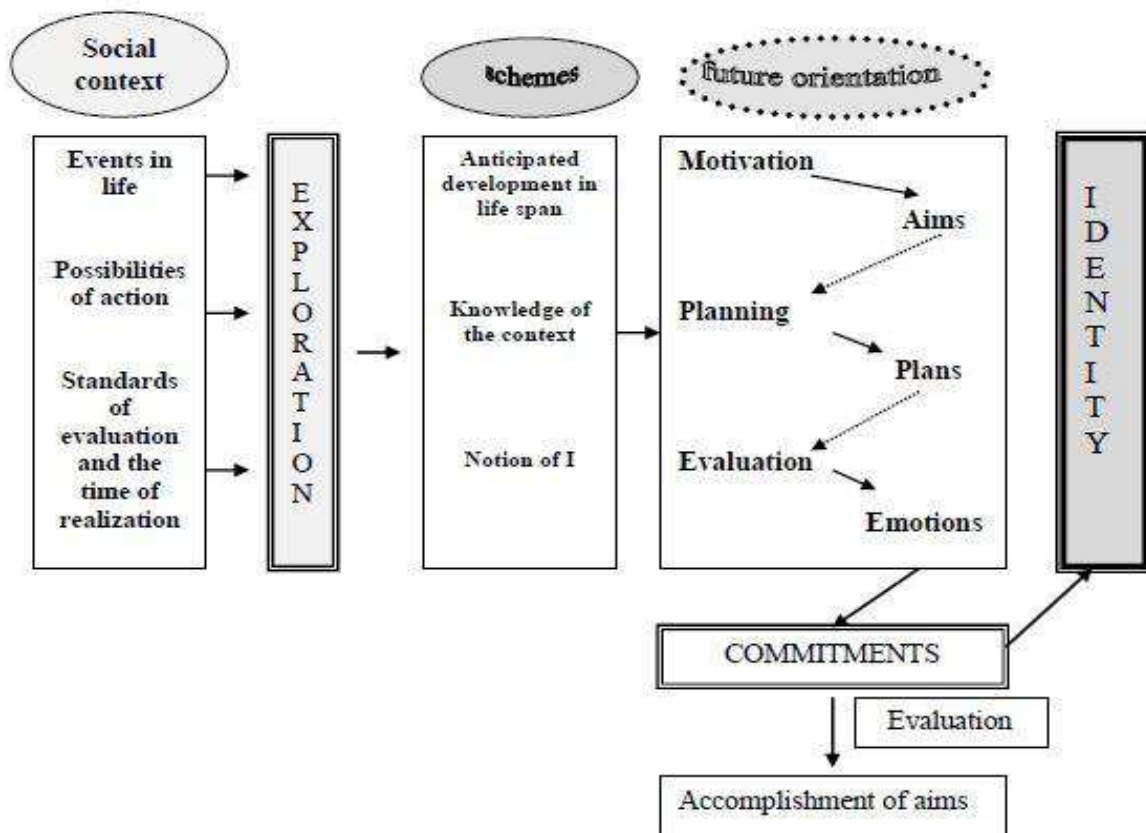 Social
context
schemes
future orientation
Events in
life
Possibilities
of action
Standards
of
evaluation
and the
time of
realization
EXPLORATION
Anticipated
development in
life span
Knowledge of
the context
Notion of I
Motivation
Aims
Planning
Plans
Evaluation
Emotions
IDENTITY
COMMITMENTS
Evaluation
Accomplishment of aims